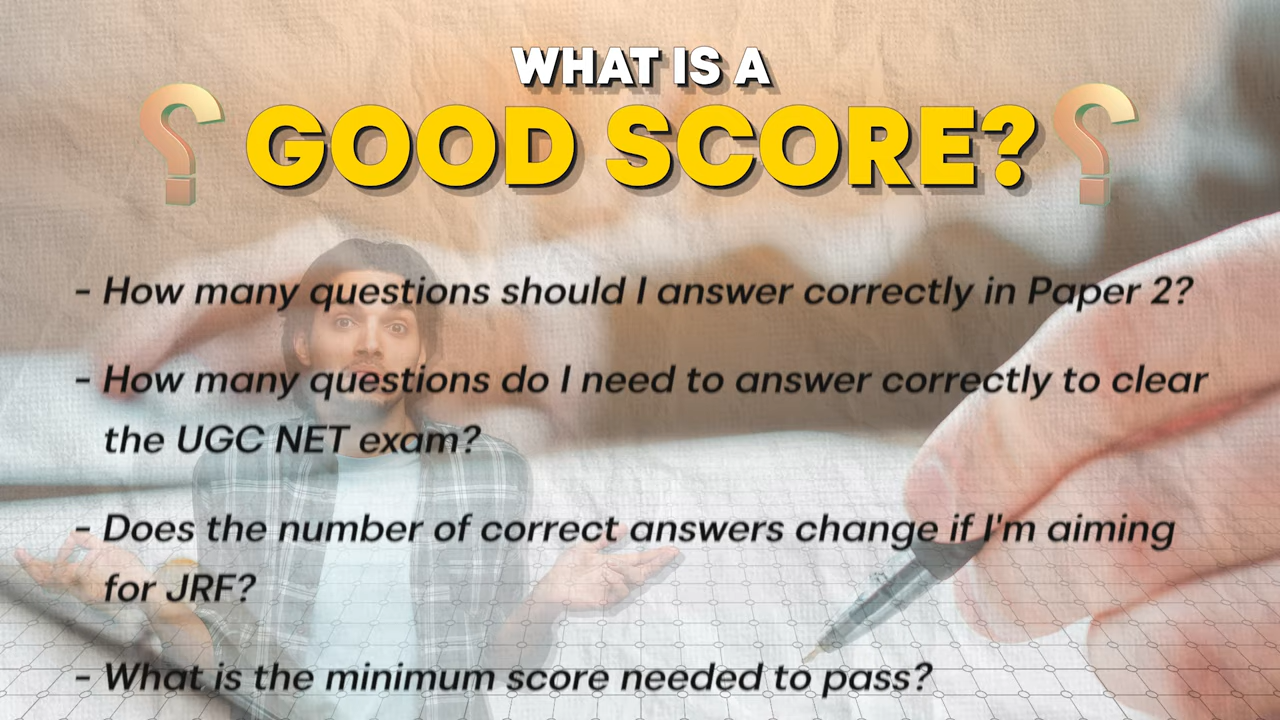 WHAT IS A
GOOD SCORE?
- How many questions should I answer correctly in Paper 2?
- How many questions do I need to answer correctly to clear
the UGC NET exam?
- Does the number of correct answers change if I'm aiming
for JRF?
- What is the minimum score needed to pass?